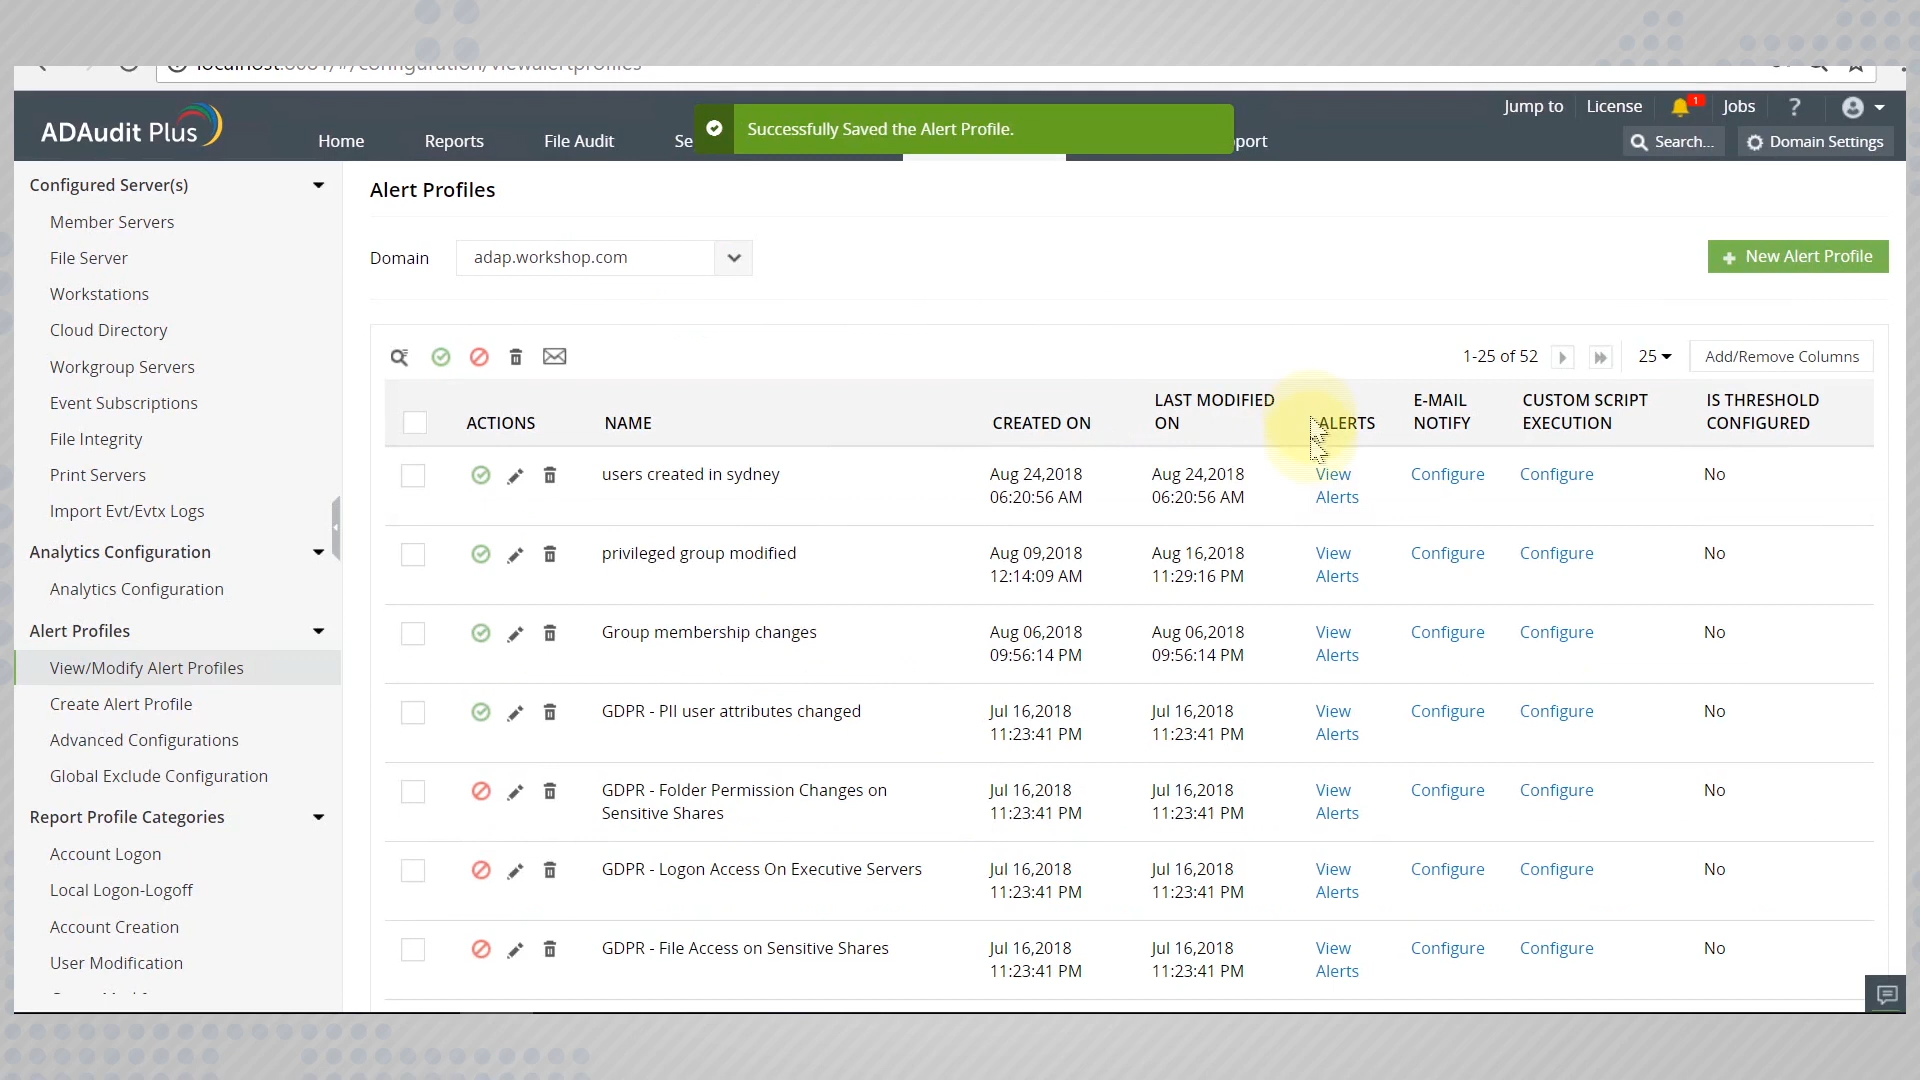 localhost:8081/#/configuration/viewalertprofiles
ADAudit Plus
Jump to
License
1
Jobs
?
Home
Reports
File Audit
Se
Successfully Saved the Alert Profile.
port
Search...
Domain Settings
Configured Server(s)
Member Servers
File Server
Workstations
Cloud Directory
Workgroup Servers
Event Subscriptions
File Integrity
Print Servers
Import Evt/Evtx Logs
Analytics Configuration
Analytics Configuration
Alert Profiles
View/Modify Alert Profiles
Create Alert Profile
Advanced Configurations
Global Exclude Configuration
Report Profile Categories
Account Logon
Local Logon-Logoff
Account Creation
User Modification
Alert Profiles
Domain
adap.workshop.com
+ New Alert Profile
1-25 of 52
25
Add/Remove Columns
ACTIONS
NAME
CREATED ON
LAST MODIFIED
ON
ALERTS
E-MAIL
NOTIFY
CUSTOM SCRIPT
EXECUTION
IS THRESHOLD
CONFIGURED
users created in sydney
Aug 24,2018
06:20:56 AM
Aug 24,2018
06:20:56 AM
View
Alerts
Configure
Configure
No
privileged group modified
Aug 09,2018
12:14:09 AM
Aug 16,2018
11:29:16 PM
View
Alerts
Configure
Configure
No
Group membership changes
Aug 06,2018
09:56:14 PM
Aug 06,2018
09:56:14 PM
View
Alerts
Configure
Configure
No
GDPR - PII user attributes changed
Jul 16,2018
11:23:41 PM
Jul 16,2018
11:23:41 PM
View
Alerts
Configure
Configure
No
GDPR - Folder Permission Changes on
Sensitive Shares
Jul 16,2018
11:23:41 PM
Jul 16,2018
11:23:41 PM
View
Alerts
Configure
Configure
No
GDPR - Logon Access On Executive Servers
Jul 16,2018
11:23:41 PM
Jul 16,2018
11:23:41 PM
View
Alerts
Configure
Configure
No
GDPR - File Access on Sensitive Shares
Jul 16,2018
11:23:41 PM
Jul 16,2018
11:23:41 PM
View
Alerts
Configure
Configure
No